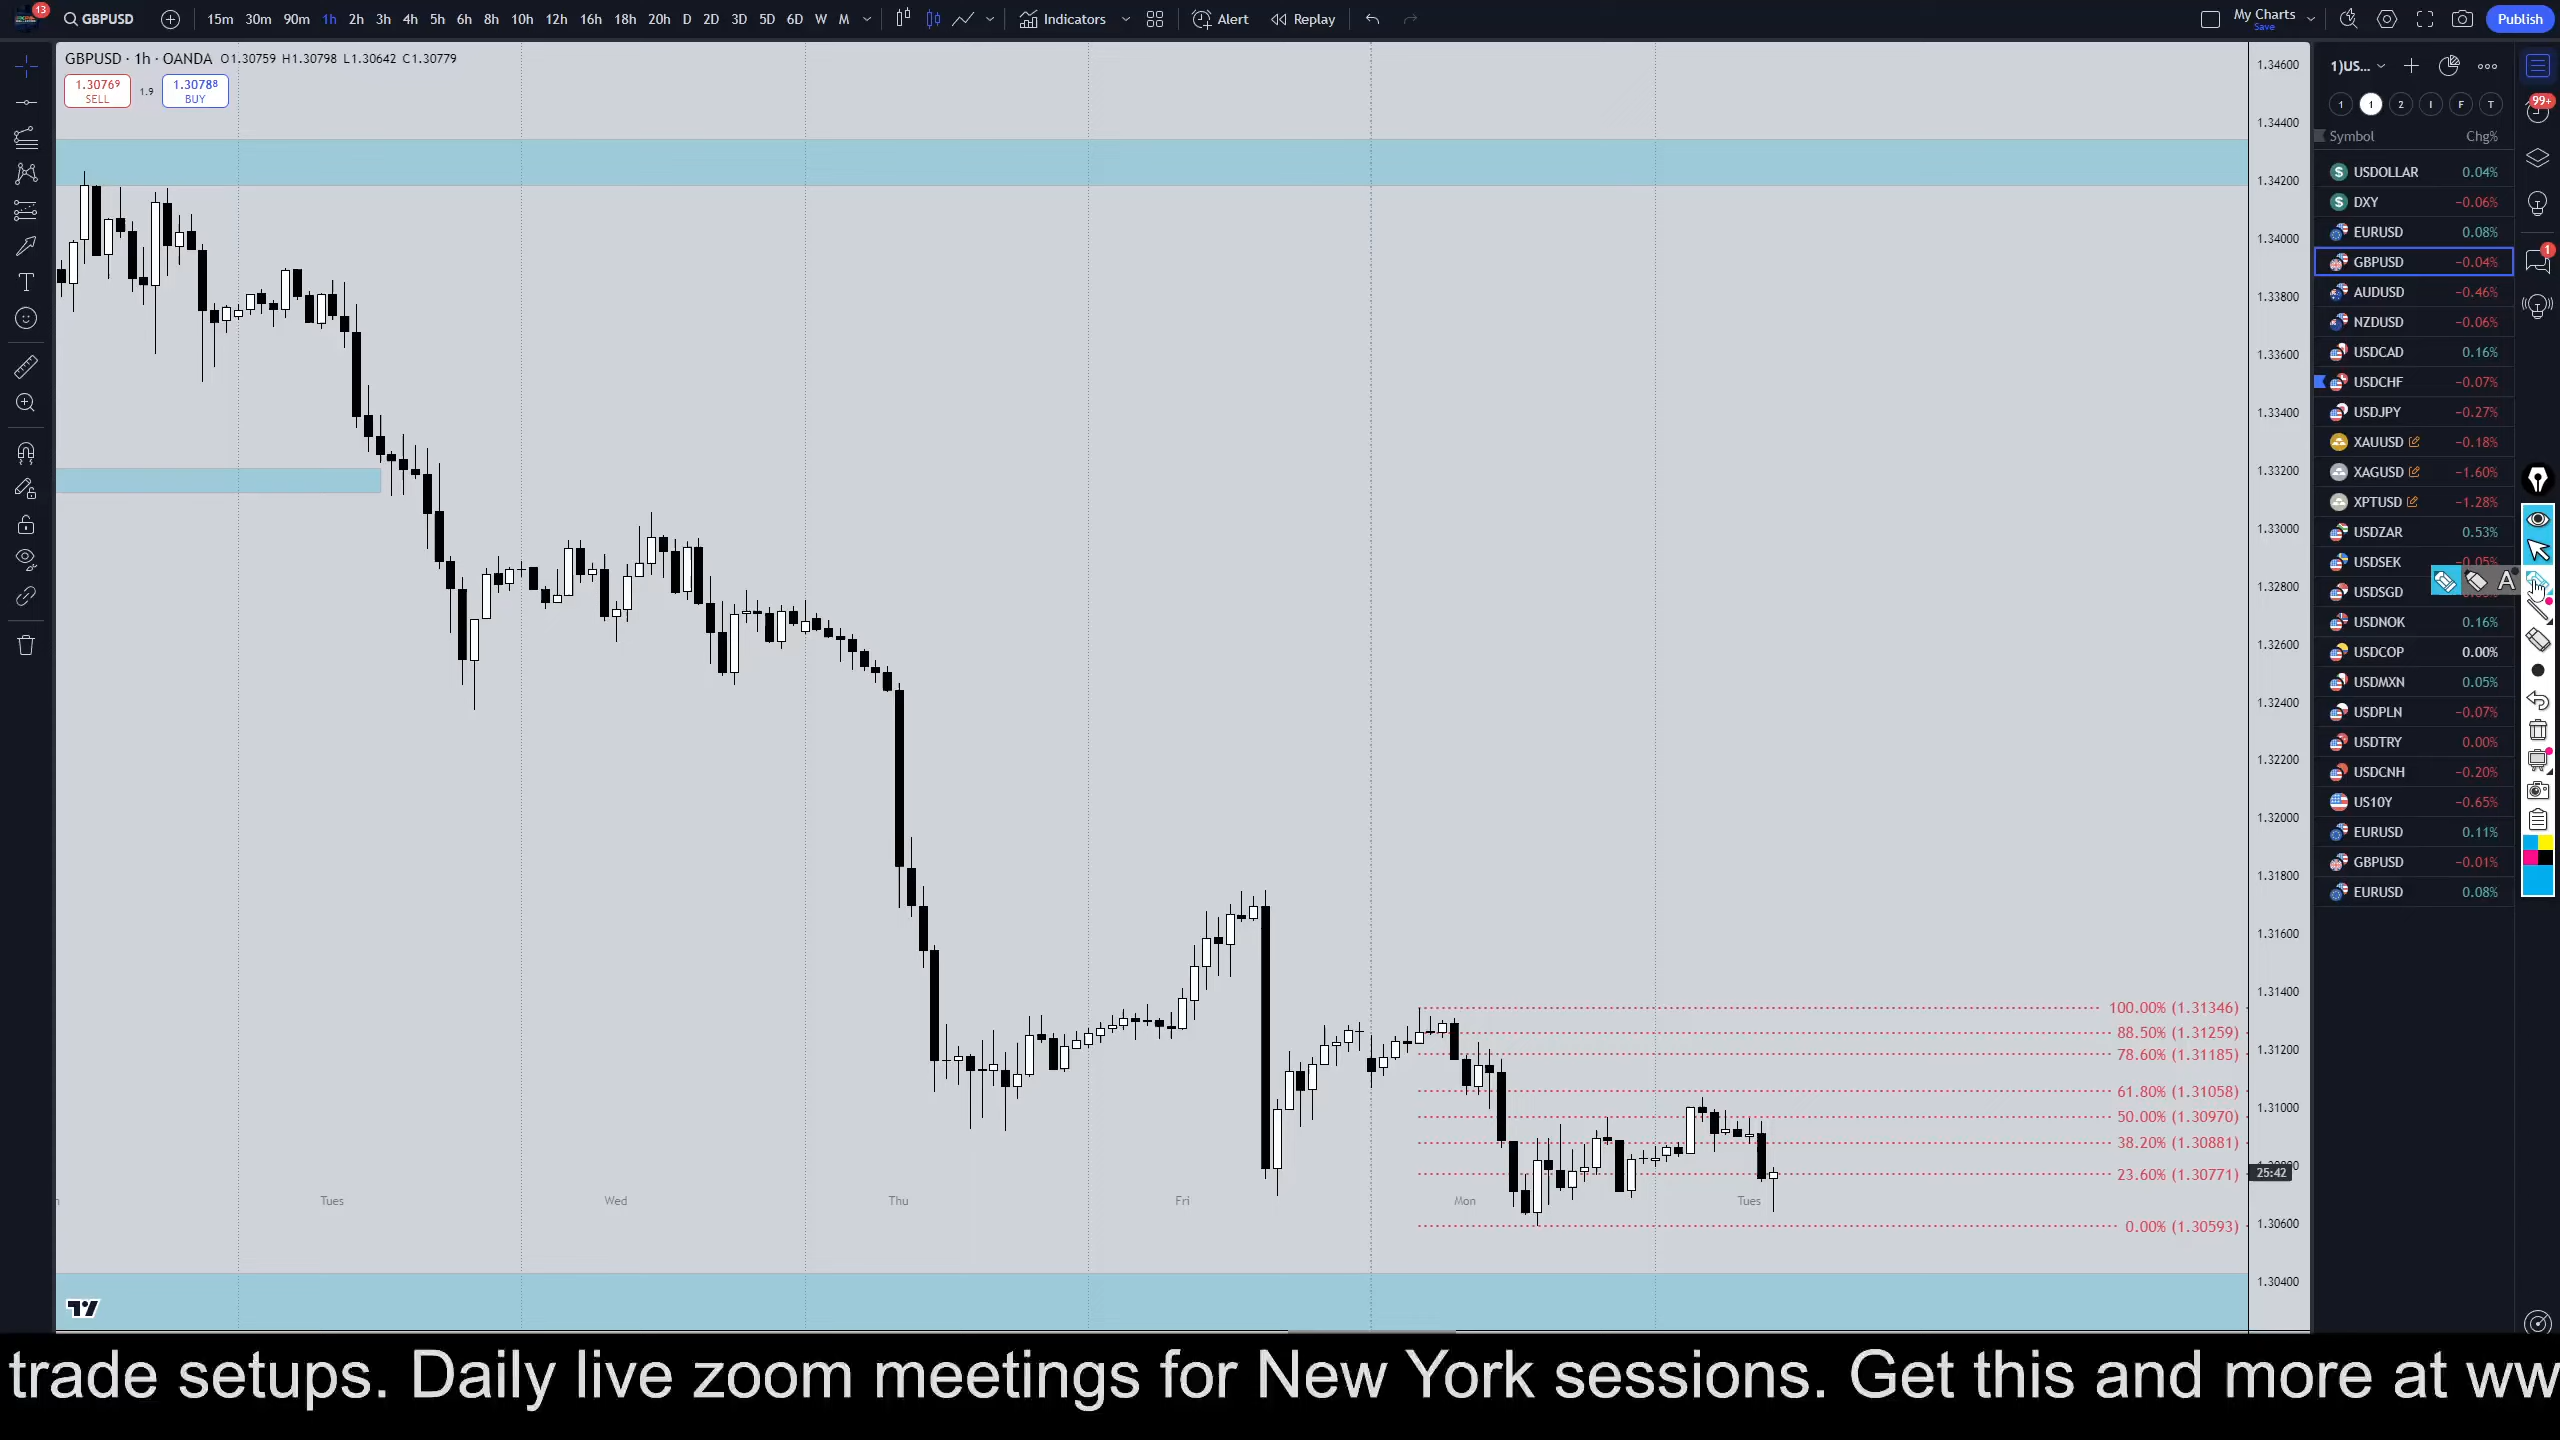 13
GBPUSD
15m 30m 90m 1h 2h 3h 4h 5h 6h 8h 10h 12h 16h 18h 20h D 2D 3D 5D 6D W M
Indicators
Alert
Replay
My Charts
Save
Publish
GBPUSD · 1h · OANDA O1.30759 H1.30798 L1.30642 C1.30779
1.30769
SELL
1.9
1.30788
BUY
1.34600
1.34400
1.34200
1.34000
1.33800
1.33600
1.33400
1.33200
1.33000
1.32800
1.32600
1.32400
1.32200
1.32000
1.31800
1.31600
1.31400
1.31200
1.31000
25:42
1.30600
1.30400
100.00% (1.31346)
88.50% (1.31259)
78.60% (1.31185)
61.80% (1.31058)
50.00% (1.30970)
38.20% (1.30881)
23.60% (1.30771)
0.00% (1.30593)
Tues Wed Thu Fri Mon Tues
1)US...
1 1 2 I F T
Symbol Chg%
USDOLLAR 0.04%
DXY −0.06%
EURUSD 0.08%
GBPUSD −0.04%
AUDUSD −0.46%
NZDUSD −0.06%
USDCAD 0.16%
USDCHF −0.07%
USDJPY −0.27%
XAUUSD −0.18%
XAGUSD −1.60%
XPTUSD −1.28%
USDZAR 0.53%
USDSEK
USDSGD
USDNOK 0.16%
USDCOP 0.00%
USDMXN 0.05%
USDPLN −0.07%
USDTRY 0.00%
USDCNH −0.20%
US10Y −0.65%
EURUSD 0.11%
GBPUSD −0.01%
EURUSD 0.08%
99+
1
A
trade setups. Daily live zoom meetings for New York sessions. Get this and more at ww